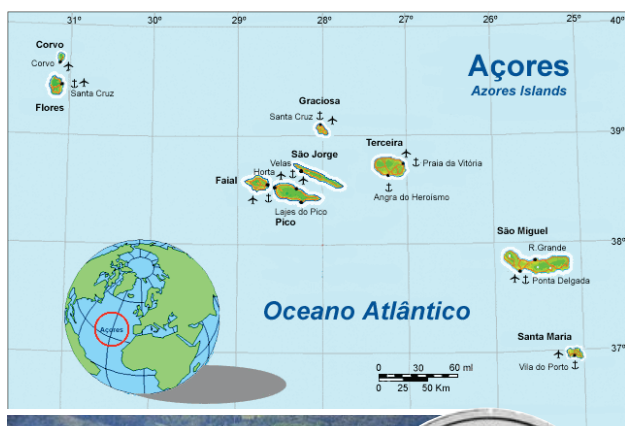 31°
30°
29°
28°
27°
26°
25°
40°
Corvo
Corvo
Flores
Santa Cruz
Açores
Azores Islands
Graciosa
Santa Cruz
39°
Terceira
Praia da Vitória
Angra do Heroísmo
São Jorge
Velas
Horta
Faial
Lajes do Pico
Pico
São Miguel
R.Grande
Ponta Delgada
38°
Açores
Oceano Atlântico
Santa Maria
Vila do Porto
37°
0 30 60 ml
0 25 50 Km